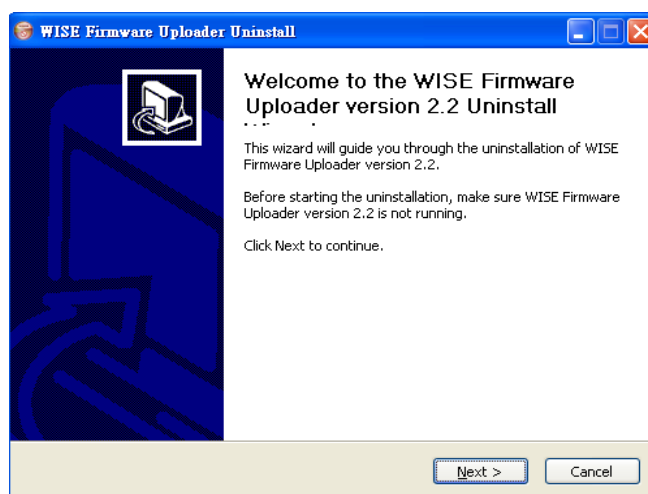 WISE Firmware Uploader Uninstall
Welcome to the WISE Firmware
Uploader version 2.2 Uninstall
This wizard will guide you through the uninstallation of WISE
Firmware Uploader version 2.2.
Before starting the uninstallation, make sure WISE Firmware
Uploader version 2.2 is not running.
Click Next to continue.
Next >
Cancel